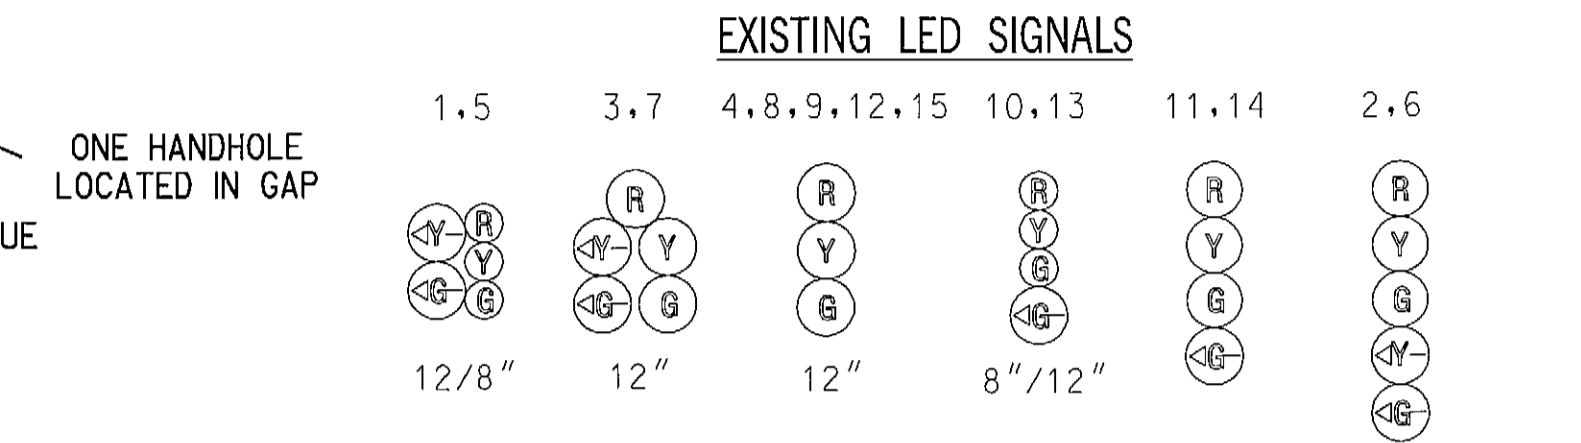 EXISTING LED SIGNALS
1,5 3,7 4,8,9,12,15 10,13 11,14 2,6
ONE HANDHOLE
LOCATED IN GAP
UE
Y R
Y
G G
R
Y Y
G G
R
Y
G
R
Y
G
G
R
Y
G
G
R
Y
G
Y
G
12/8" 12" 12" 8"/12"